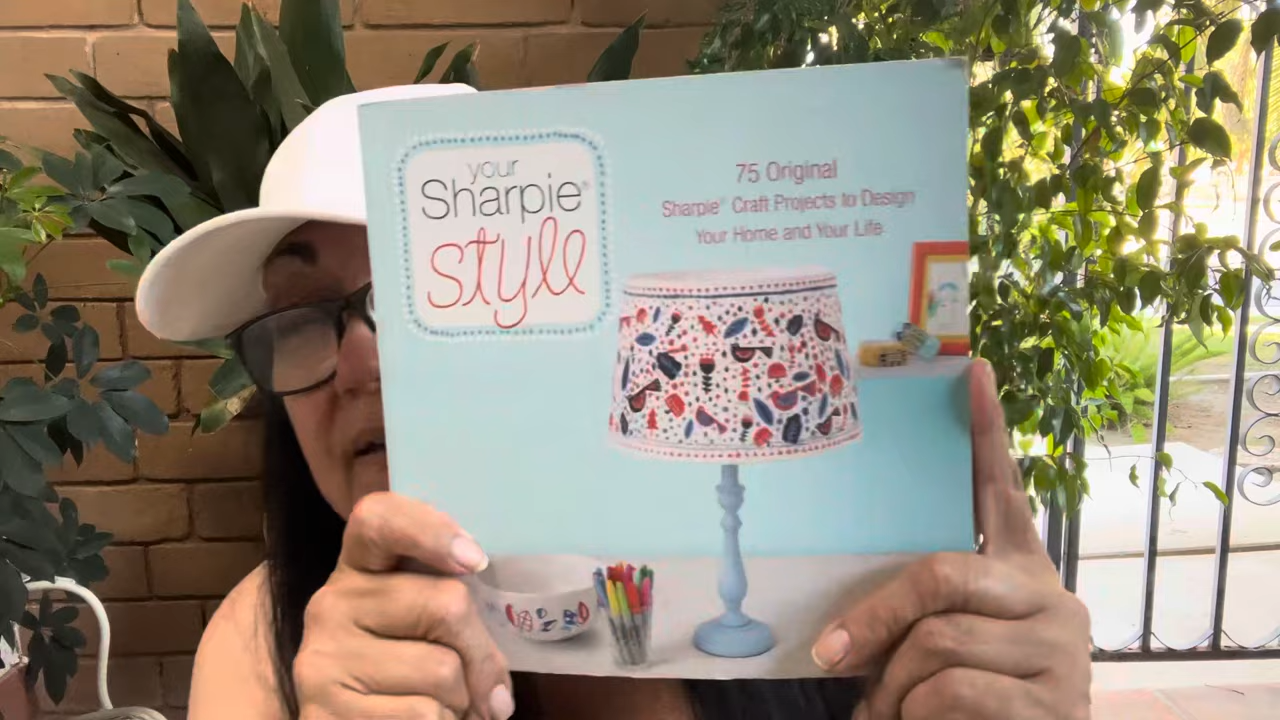 your
Sharpie®
style
75 Original
Sharpie® Craft Projects to Design
Your Home and Your Life.